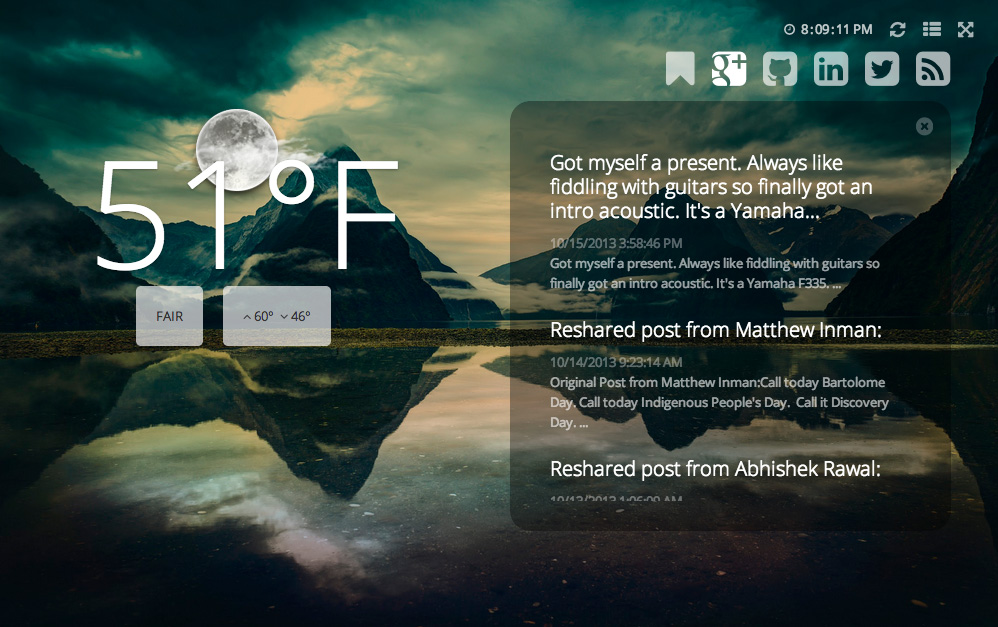 8:09:11 PM
g+
in
51°F
FAIR
60° 46°
Got myself a present. Always like
fiddling with guitars so finally got an
intro acoustic. It's a Yamaha...
10/15/2013 3:58:46 PM
Got myself a present. Always like fiddling with guitars so
finally got an intro acoustic. It's a Yamaha F335. ...
Reshared post from Matthew Inman:
10/14/2013 9:23:14 AM
Original Post from Matthew Inman:Call today Bartolome
Day. Call today Indigenous People's Day.  Call it Discovery
Day. ...
Reshared post from Abhishek Rawal:
10/13/2013 1:06:09 AM